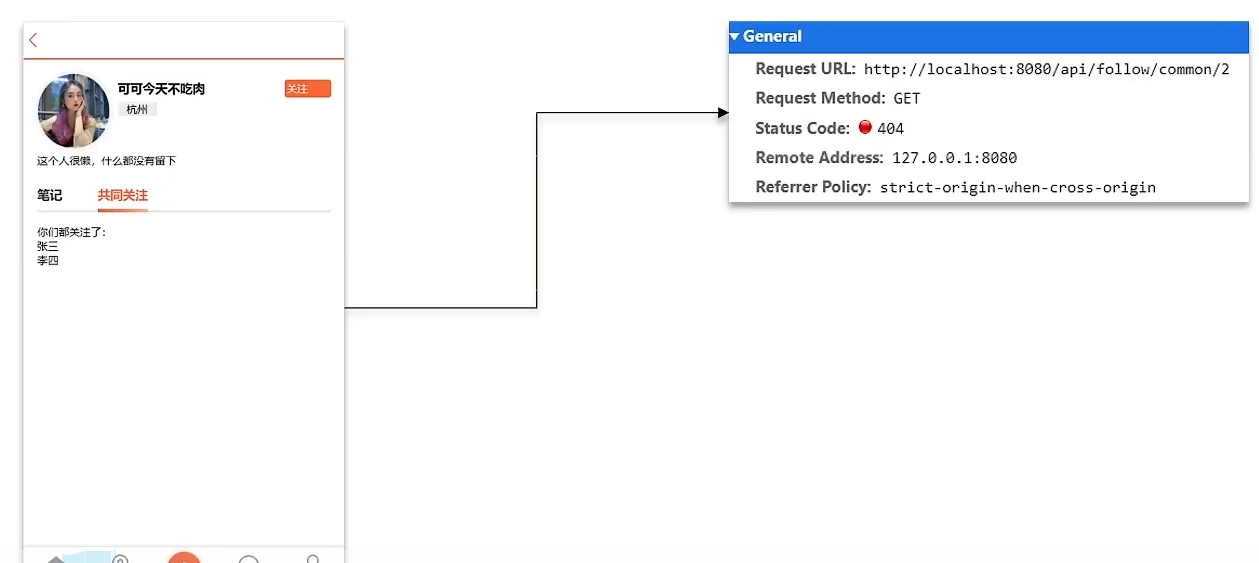 可可今天不吃肉
关注
杭州
这个人很懒，什么都没有留下
笔记 共同关注
你们都关注了：
张三
李四
General
Request URL: http://localhost:8080/api/follow/common/2
Request Method: GET
Status Code: 404
Remote Address: 127.0.0.1:8080
Referrer Policy: strict-origin-when-cross-origin